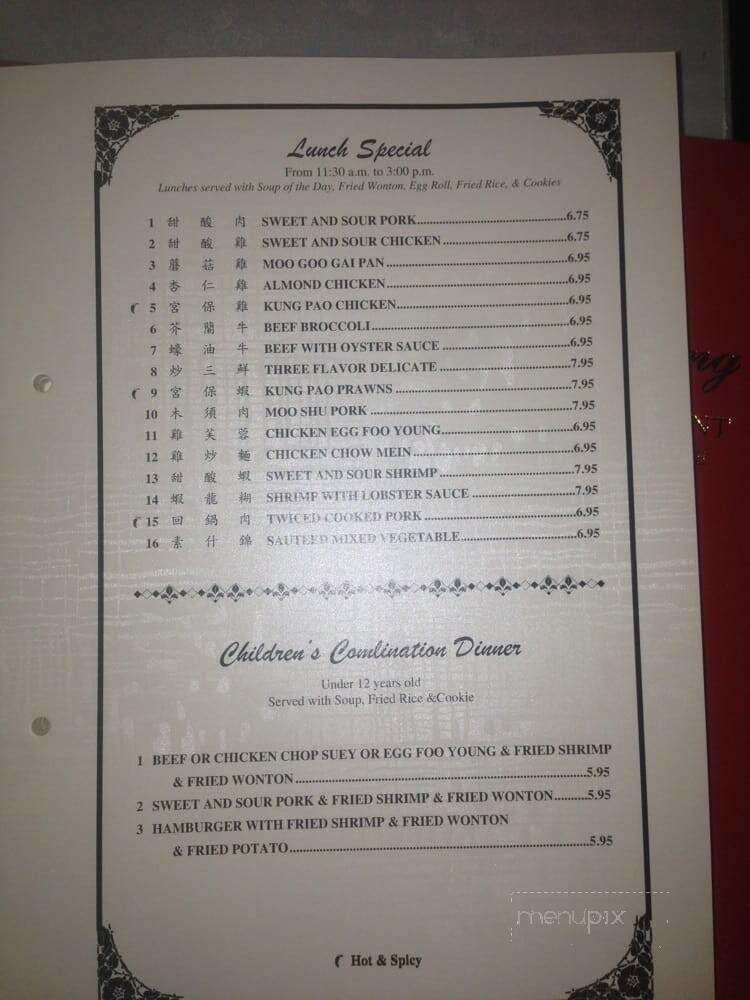 Lunch Special
From 11:30 a.m. to 3:00 p.m.
Lunches served with Soup of the Day, Fried Wonton, Egg Roll, Fried Rice, & Cookies
1 甜 酸 肉 SWEET AND SOUR PORK 6.75
2 甜 酸 雞 SWEET AND SOUR CHICKEN 6.75
3 蘑 菇 雞 MOO GOO GAI PAN 6.95
4 杏 仁 雞 ALMOND CHICKEN 6.95
5 宮 保 雞 KUNG PAO CHICKEN 6.95
6 芥 蘭 牛 BEEF BROCCOLI 6.95
7 蠔 油 牛 BEEF WITH OYSTER SAUCE 6.95
8 炒 三 鮮 THREE FLAVOR DELICATE 7.95
9 宮 保 蝦 KUNG PAO PRAWNS 7.95
10 木 須 肉 MOO SHU PORK 7.95
11 雞 芙 蓉 CHICKEN EGG FOO YOUNG 6.95
12 雞 炒 麵 CHICKEN CHOW MEIN 6.95
13 甜 酸 蝦 SWEET AND SOUR SHRIMP 7.95
14 蝦 龍 糊 SHRIMP WITH LOBSTER SAUCE 7.95
15 回 鍋 肉 TWICED COOKED PORK 6.95
16 素 什 錦 SAUTEED MIXED VEGETABLE 6.95
Children's Comlination Dinner
Under 12 years old
Served with Soup, Fried Rice &Cookie
1 BEEF OR CHICKEN CHOP SUEY OR EGG FOO YOUNG & FRIED SHRIMP
& FRIED WONTON 5.95
2 SWEET AND SOUR PORK & FRIED SHRIMP & FRIED WONTON 5.95
3 HAMBURGER WITH FRIED SHRIMP & FRIED WONTON
& FRIED POTATO 5.95
menupix
Hot & Spicy